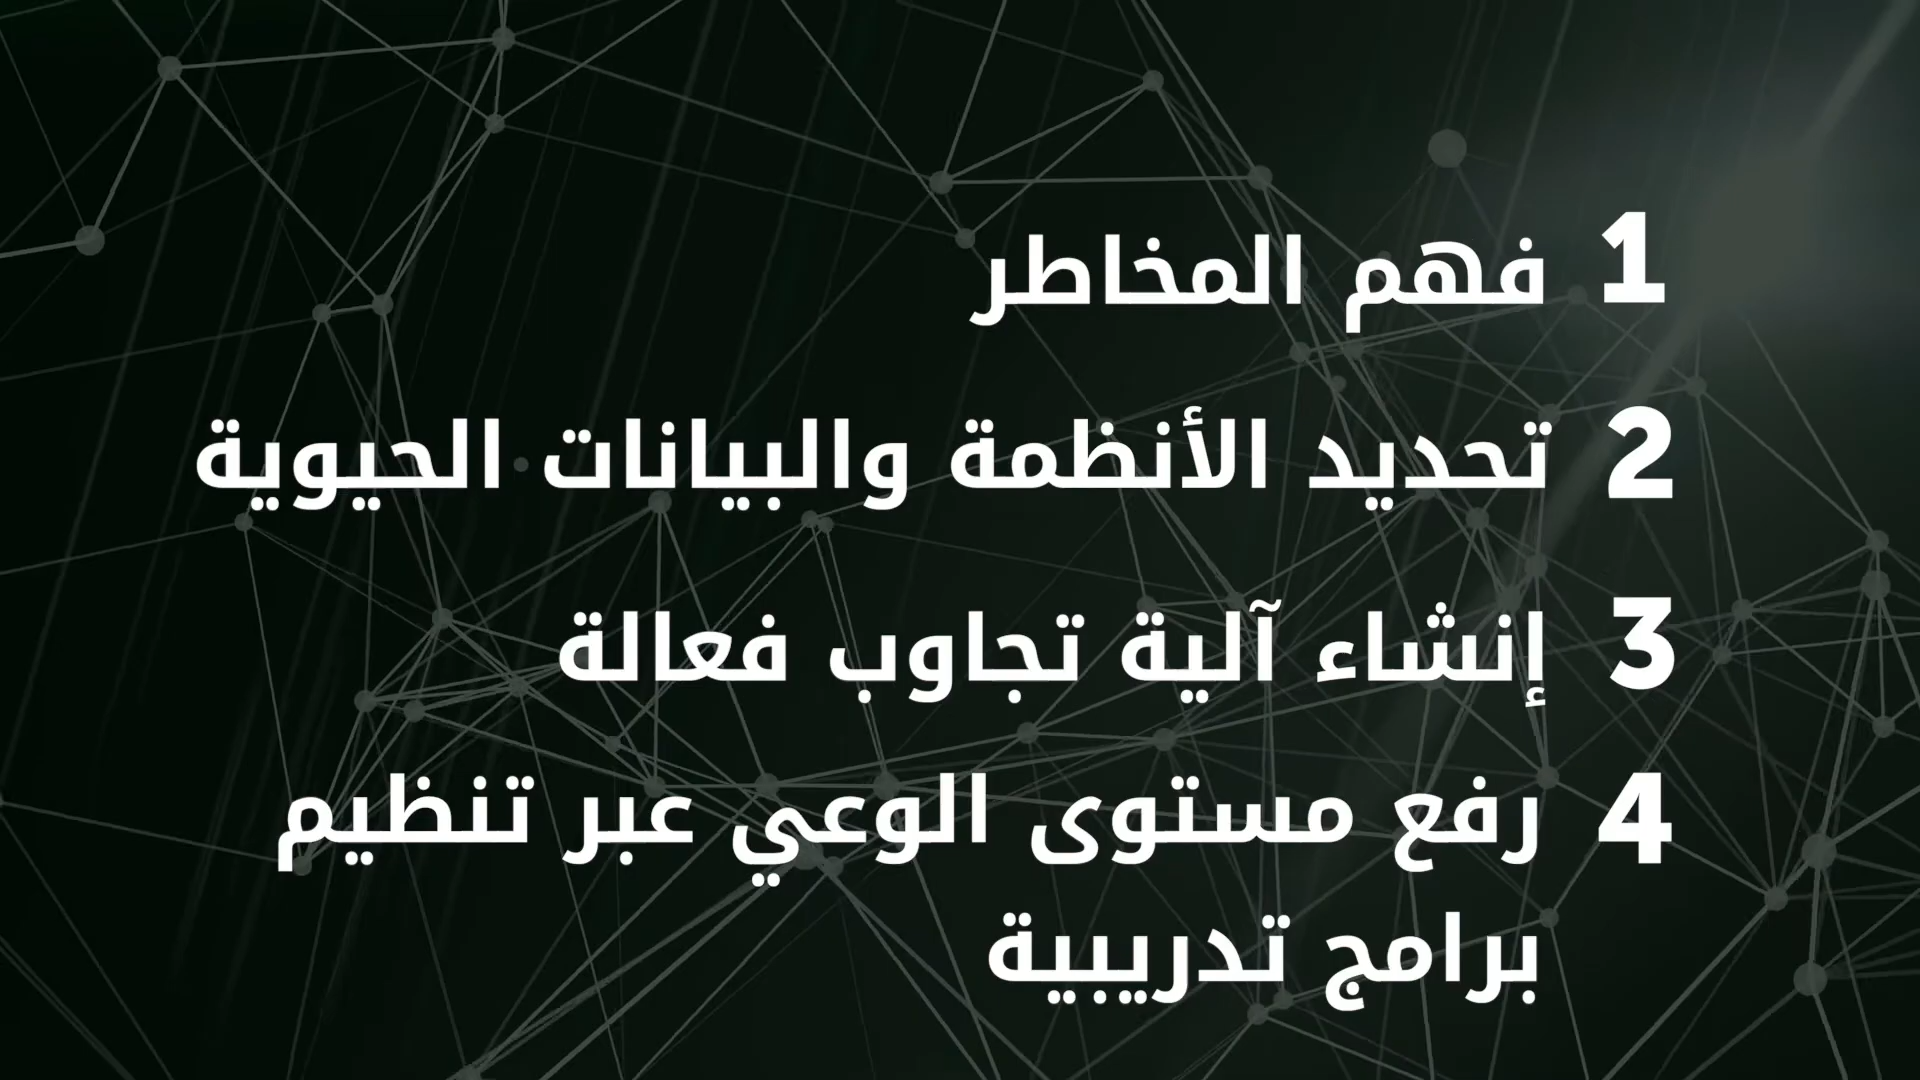 1 فهم المخاطر
2 تحديد الأنظمة والبيانات الحيوية
3 إنشاء آلية تجاوب فعالة
4 رفع مستوى الوعي عبر تنظيم
برامج تدريبية